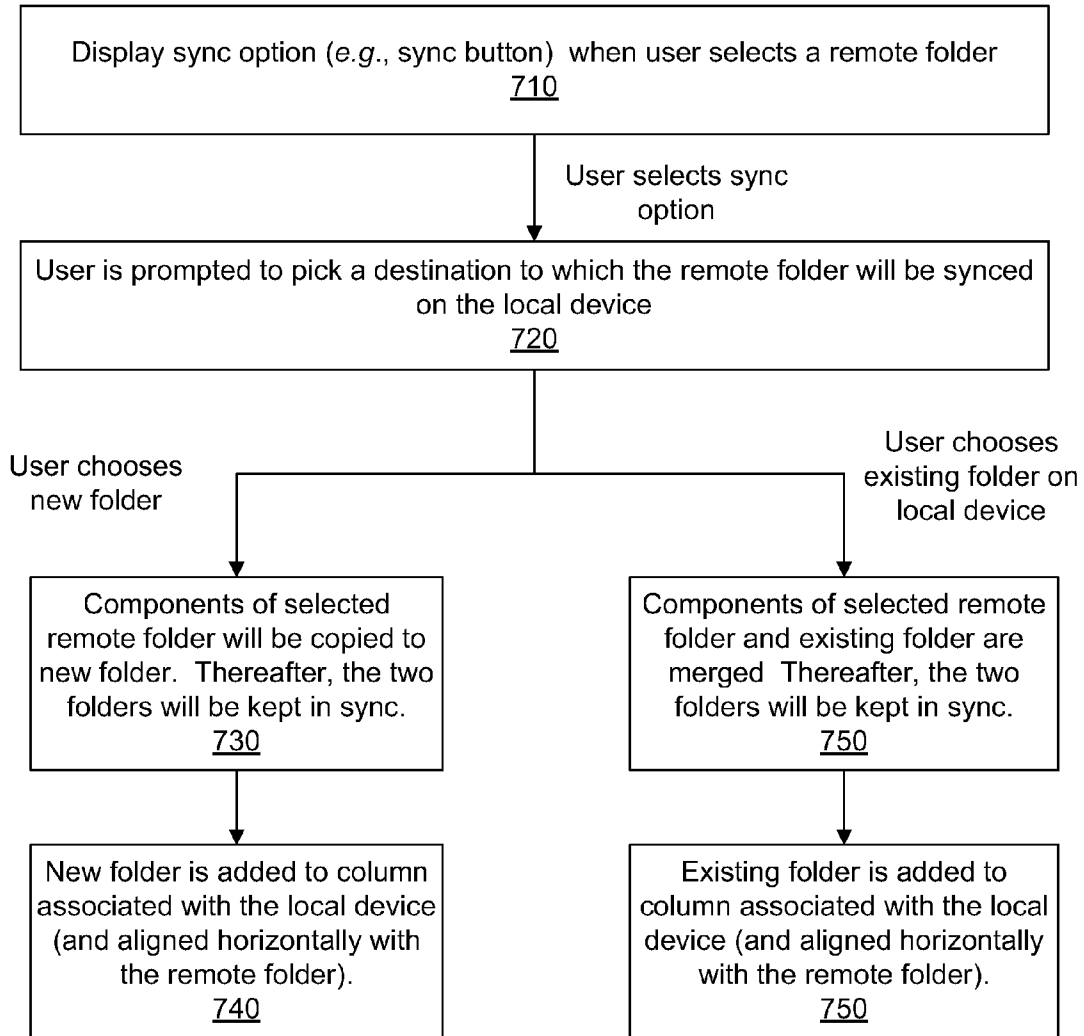 Display sync option (e.g., sync button) when user selects a remote folder
710
User selects sync
option
User is prompted to pick a destination to which the remote folder will be synced
on the local device
720
User chooses
new folder
User chooses
existing folder on
local device
Components of selected
remote folder will be copied to
new folder. Thereafter, the two
folders will be kept in sync.
730
Components of selected remote
folder and existing folder are
merged Thereafter, the two
folders will be kept in sync.
750
New folder is added to column
associated with the local device
(and aligned horizontally with
the remote folder).
740
Existing folder is added to
column associated with the local
device (and aligned horizontally
with the remote folder).
750